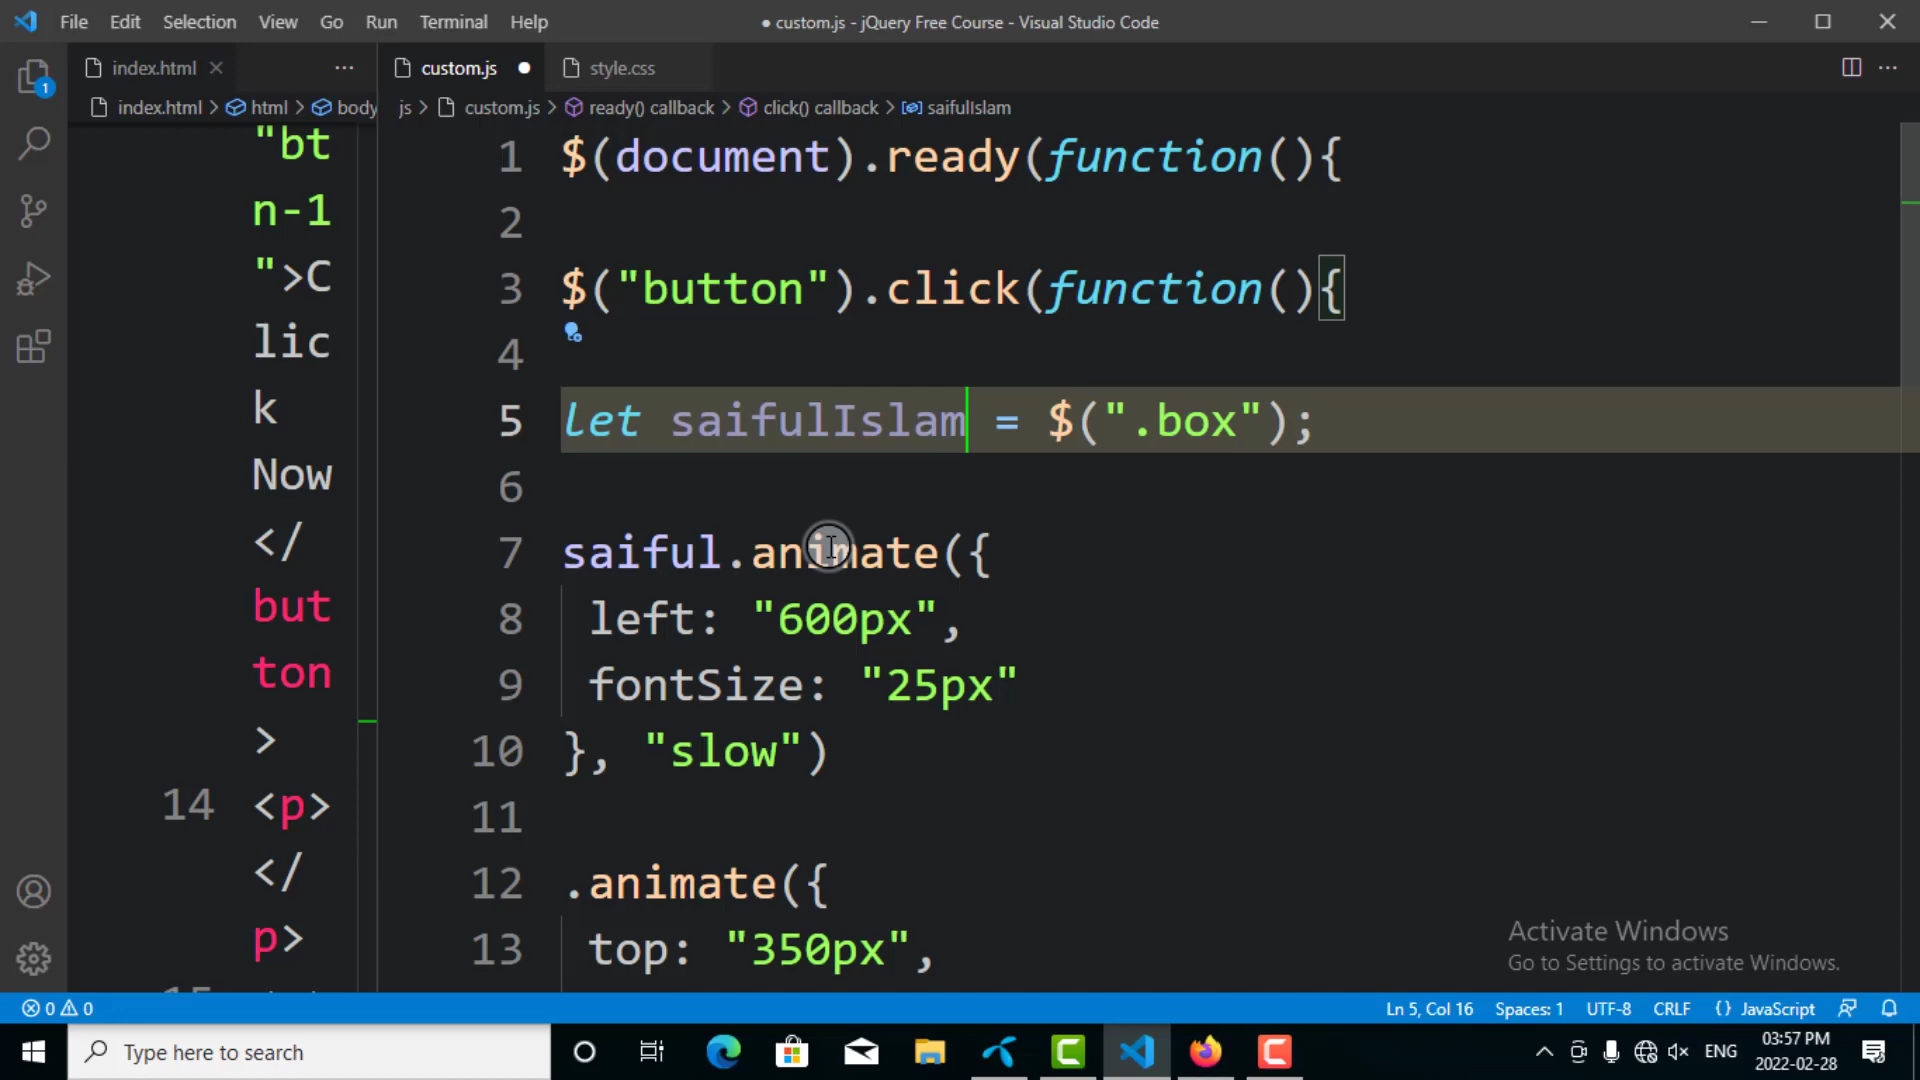 File Edit Selection View Go Run Terminal Help
● custom.js - jQuery Free Course - Visual Studio Code
index.html
custom.js
style.css
index.html > html > body
js > custom.js > ready() callback > click() callback > saifulIslam
1
"bt
n-1
">C
lic
k
Now
</
but
ton
>
14 <p>
</
p>
1 $(document).ready(function(){
2
3 $("button").click(function(){
4
5 let saifulIslam = $(".box");
6
7 saiful.animate({
8 left: "600px",
9 fontSize: "25px"
10 }, "slow")
11
12 .animate({
13 top: "350px",
Activate Windows
Go to Settings to activate Windows.
0 0
Ln 5, Col 16 Spaces: 1 UTF-8 CRLF {} JavaScript
Type here to search
ENG
03:57 PM
2022-02-28